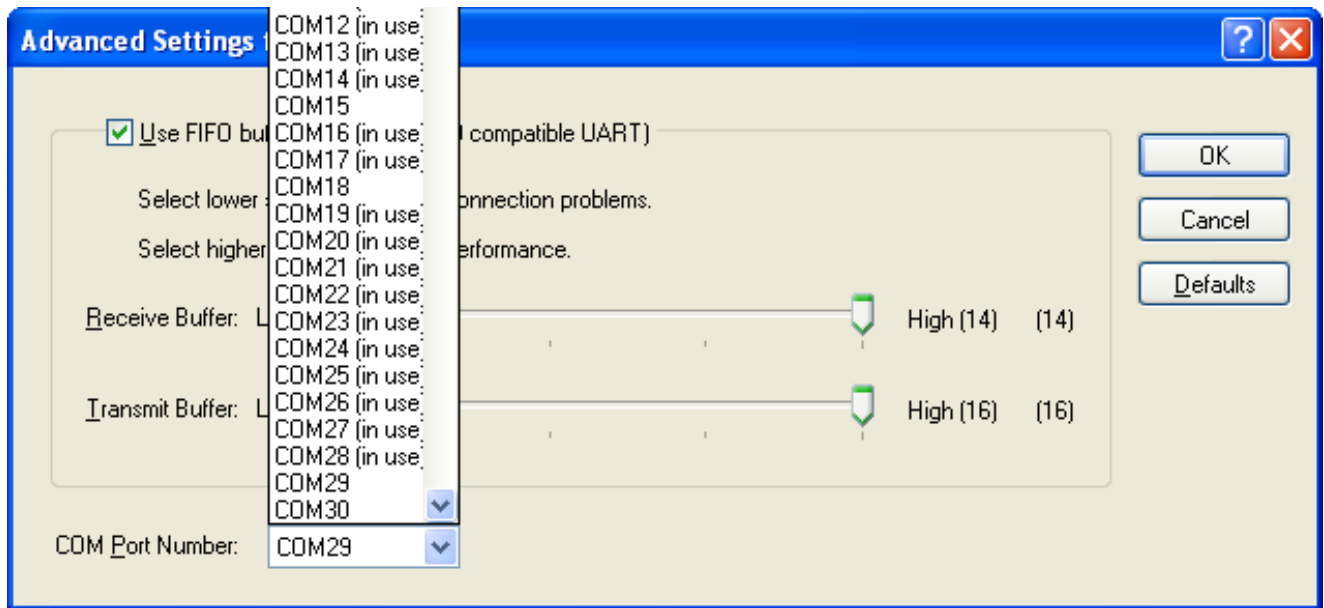 Advanced Settings
COM12 (in use)
COM13 (in use)
COM14 (in use)
COM15
COM16 (in use)
COM17 (in use)
COM18
COM19 (in use)
COM20 (in use)
COM21 (in use)
COM22 (in use)
COM23 (in use)
COM24 (in use)
COM25 (in use)
COM26 (in use)
COM27 (in use)
COM28 (in use)
COM29
COM30
Use FIFO compatible UART)
Select lower onnection problems.
Select higher erformance.
Receive Buffer: L High (14) (14)
Transmit Buffer: L High (16) (16)
COM Port Number: COM29
OK
Cancel
Defaults